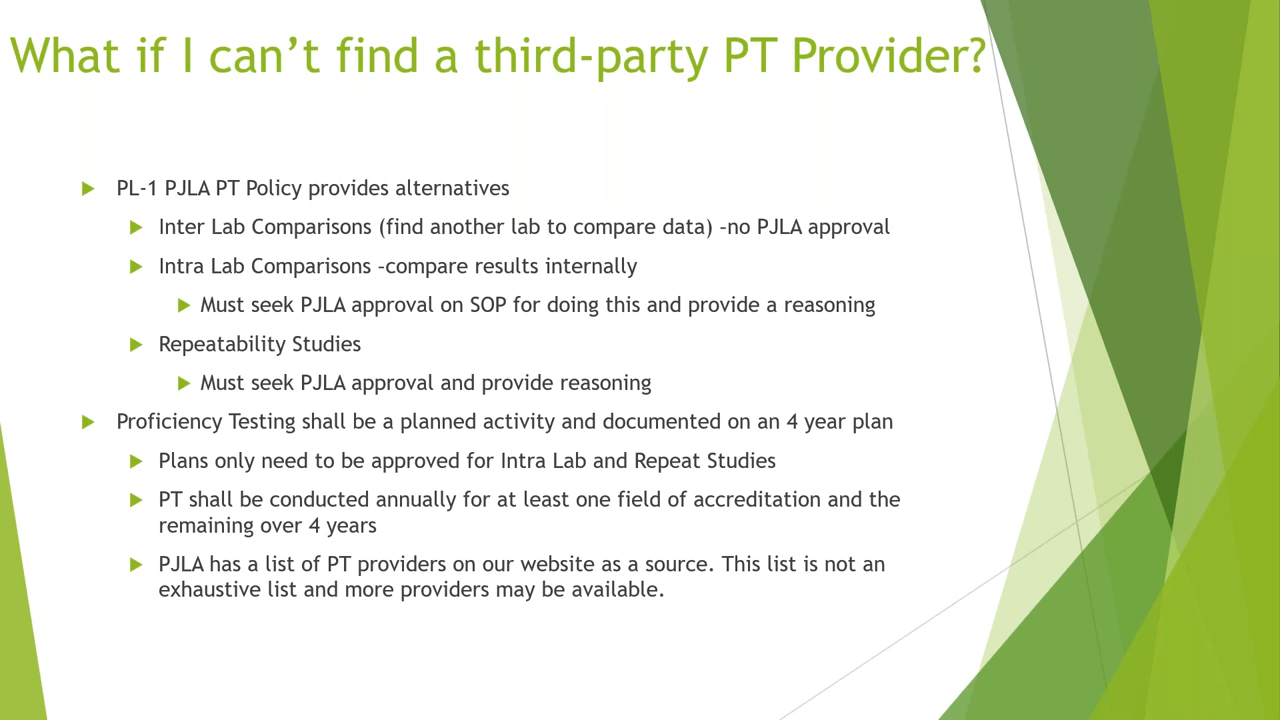 What if I can’t find a third-party PT Provider?
PL-1 PJLA PT Policy provides alternatives
Inter Lab Comparisons (find another lab to compare data) –no PJLA approval
Intra Lab Comparisons –compare results internally
Must seek PJLA approval on SOP for doing this and provide a reasoning
Repeatability Studies
Must seek PJLA approval and provide reasoning
Proficiency Testing shall be a planned activity and documented on an 4 year plan
Plans only need to be approved for Intra Lab and Repeat Studies
PT shall be conducted annually for at least one field of accreditation and the
remaining over 4 years
PJLA has a list of PT providers on our website as a source. This list is not an
exhaustive list and more providers may be available.